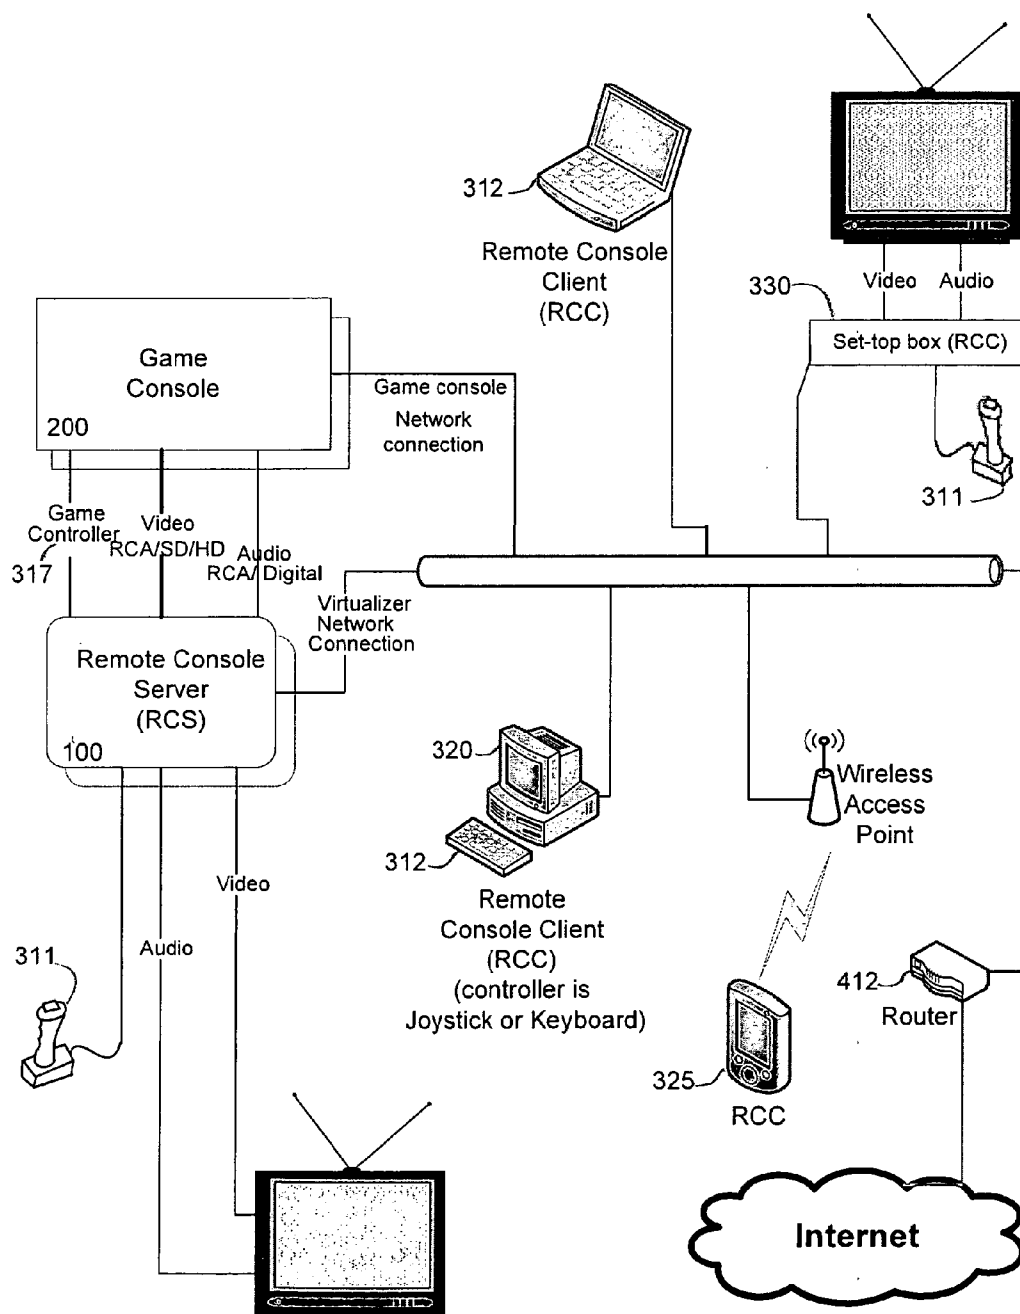 312
Remote Console
Client
(RCC)
Video
Audio
330
Set-top box (RCC)
311
Game
Console
200
Game console
Network
connection
Game
Controller
317
Video
RCA/SD/HD
Audio
RCA/ Digital
Virtualizer
Network
Connection
Remote Console
Server
(RCS)
100
320
312
Remote
Console Client
(RCC)
(controller is
Joystick or Keyboard)
Wireless
Access
Point
Video
Audio
311
412
Router
325
RCC
Internet